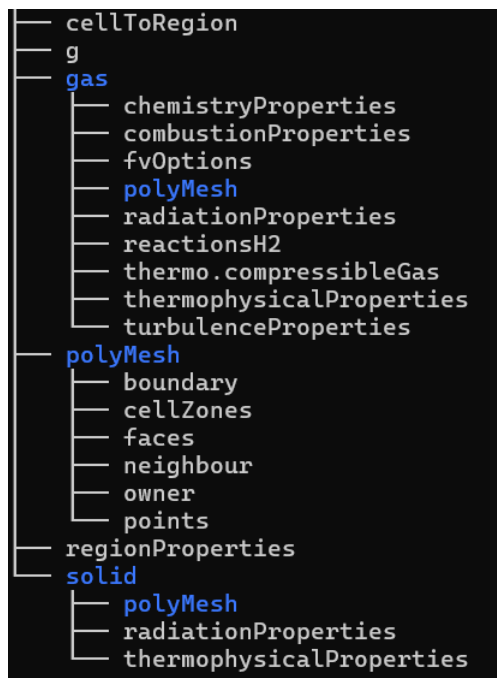 cellToRegion
g
gas
chemistryProperties
combustionProperties
fvOptions
polyMesh
radiationProperties
reactionsH2
thermo.compressibleGas
thermophysicalProperties
turbulenceProperties
polyMesh
boundary
cellZones
faces
neighbour
owner
points
regionProperties
solid
polyMesh
radiationProperties
thermophysicalProperties